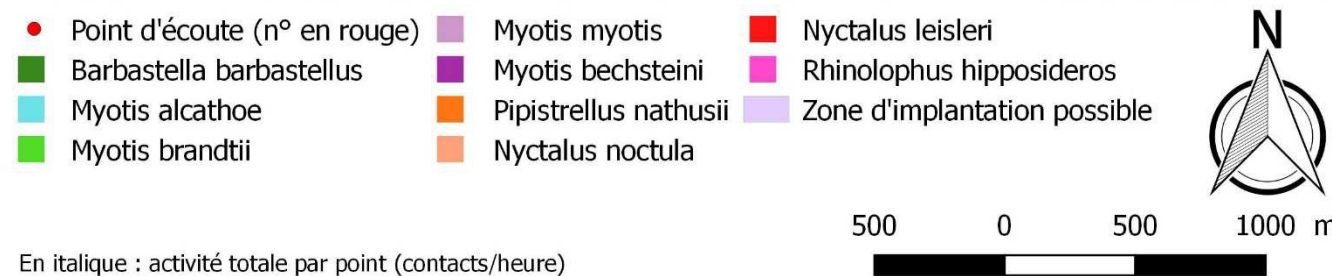 Point d'écoute (n° en rouge) Myotis myotis Nyctalus leisleri N
Barbastella barbastellus Myotis bechsteini Rhinolophus hipposideros
Myotis alcathoe Pipistrellus nathusii Zone d'implantation possible
Myotis brandtii Nyctalus noctula
500 0 500 1000 m
En italique : activité totale par point (contacts/heure)